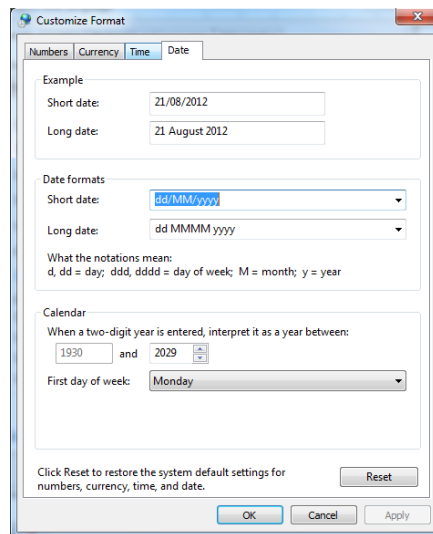 Customize Format
Numbers Currency Time Date
Example
Short date: 21/08/2012
Long date: 21 August 2012
Date formats
Short date: dd/MM/yyyy
Long date: dd MMMM yyyy
What the notations mean:
d, dd = day; ddd, dddd = day of week; M = month; y = year
Calendar
When a two-digit year is entered, interpret it as a year between:
1930 and 2029
First day of week: Monday
Click Reset to restore the system default settings for
numbers, currency, time, and date.
Reset
OK Cancel Apply